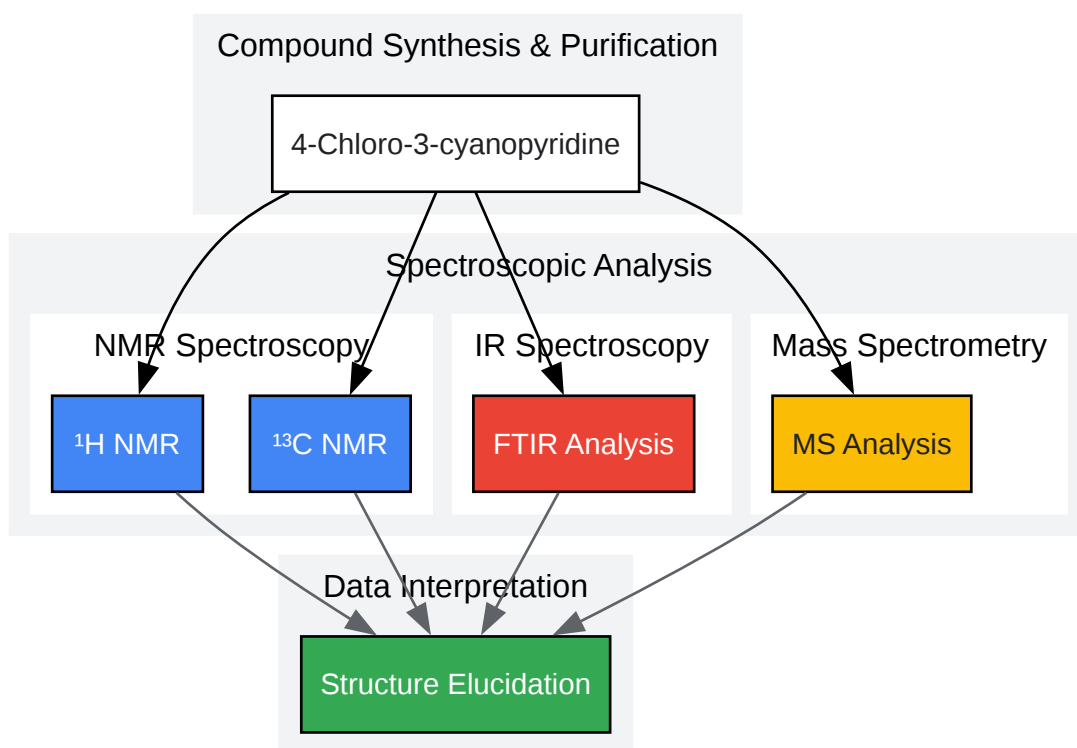 Compound Synthesis & Purification
4-Chloro-3-cyanopyridine
Spectroscopic Analysis
NMR Spectroscopy
IR Spectroscopy
Mass Spectrometry
¹H NMR
¹³C NMR
FTIR Analysis
MS Analysis
Data Interpretation
Structure Elucidation